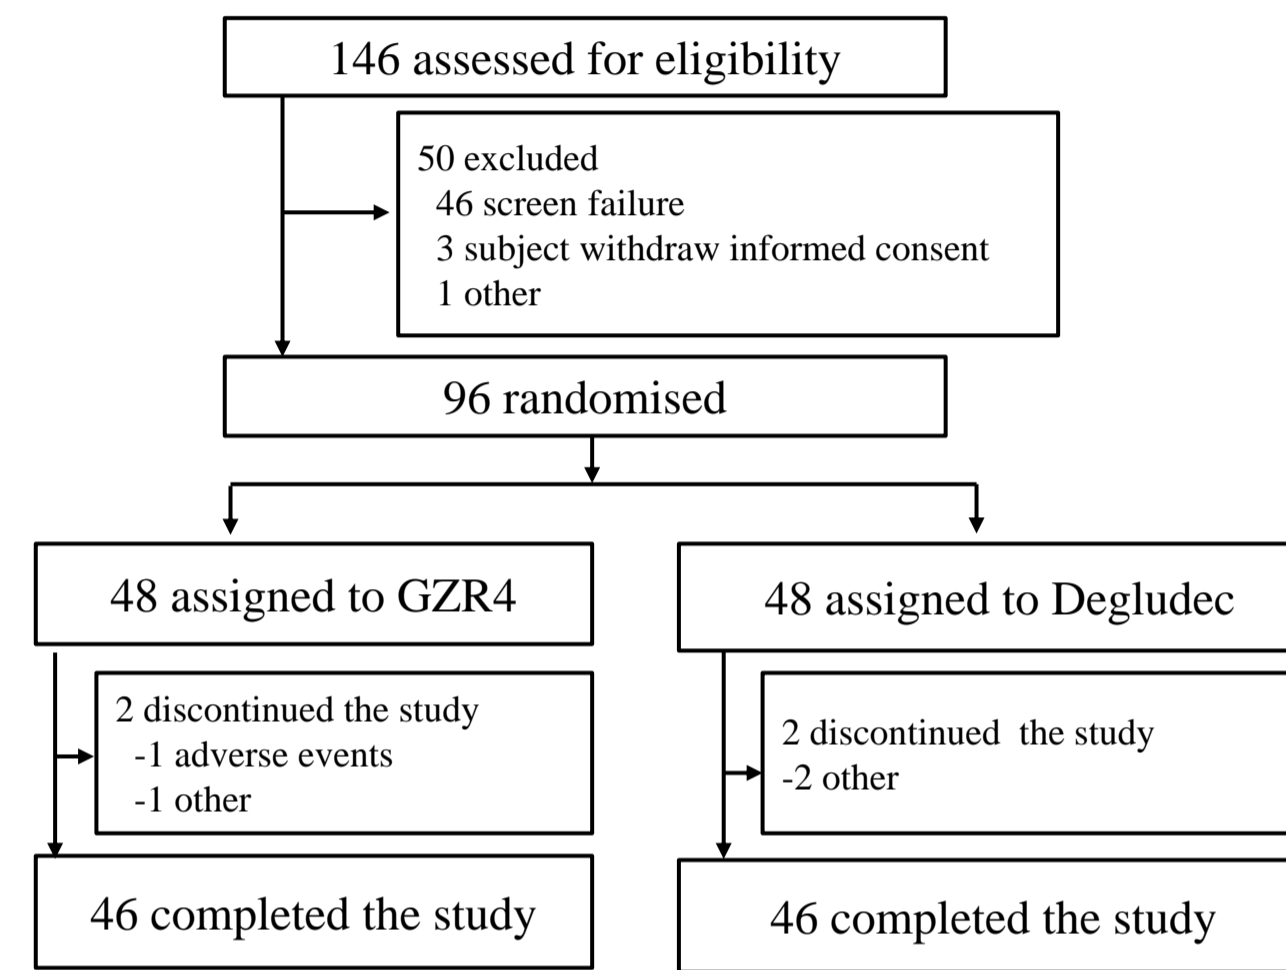 146 assessed for eligibility
50 excluded
46 screen failure
3 subject withdraw informed consent
1 other
96 randomised
48 assigned to GZR4
48 assigned to Degludec
2 discontinued the study
-1 adverse events
-1 other
2 discontinued  the study
-2 other
46 completed the study
46 completed the study